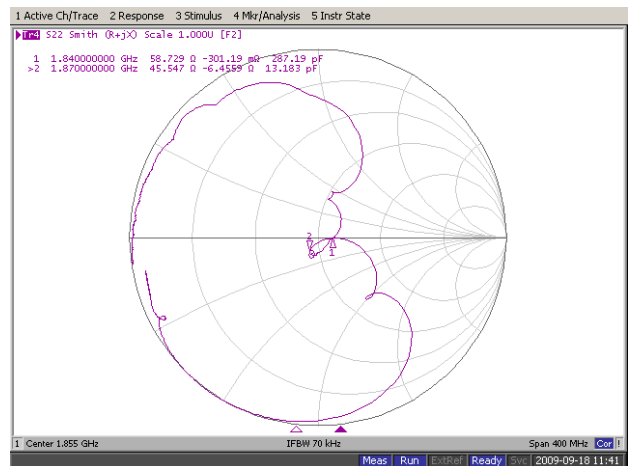 1 Active Ch/Trace 2 Response 3 Stimulus 4 Mkr/Analysis 5 Instr State
Tr4 S22 Smith (R+jX) Scale 1.000U [F2]
1 1.840000000 GHz 58.729 Ω -301.19 mΩ 287.19 pF
>2 1.870000000 GHz 45.547 Ω -6.4559 Ω 13.183 pF
2
1
1 Center 1.855 GHz IFBW 70 kHz Span 400 MHz Cor !
Meas Run ExtRef Ready Svc 2009-09-18 11:41